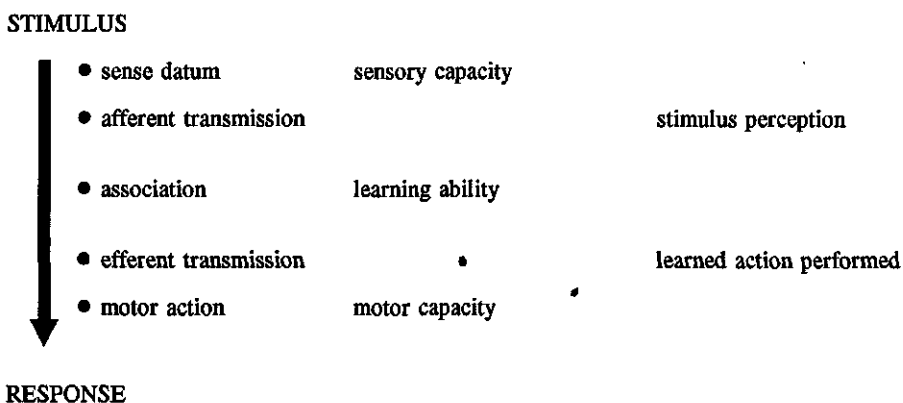 STIMULUS
● sense datum sensory capacity
● afferent transmission stimulus perception
● association learning ability
● efferent transmission learned action performed
● motor action motor capacity
RESPONSE